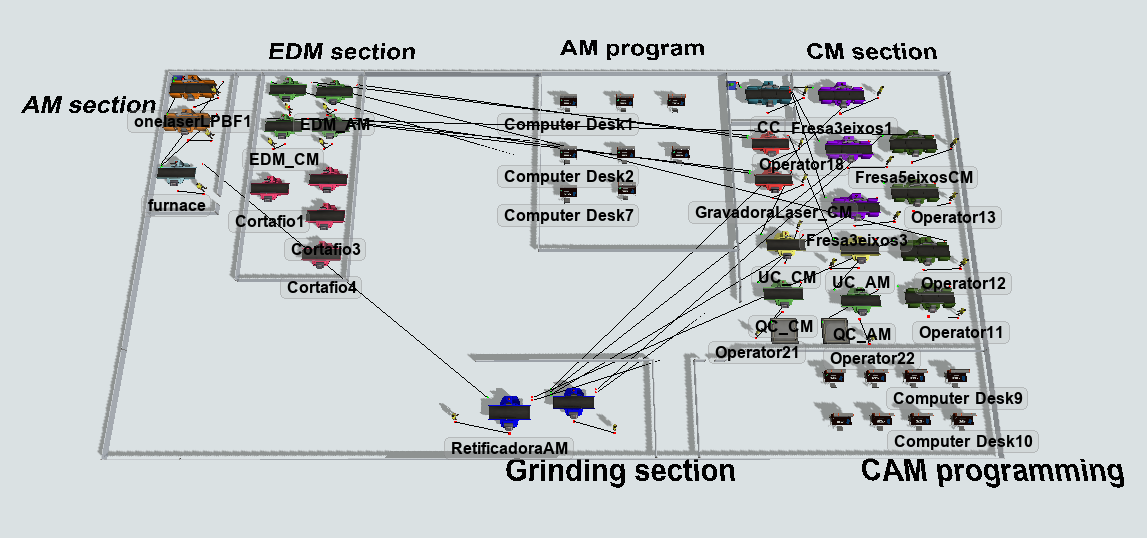 EDM section
AM program
CM section
AM section
onelaserLPBF1
EDM_AM
Computer Desk1
CC
Fresa3eixos1
EDM_CM
Operator18
Computer Desk2
Fresa5eixosCM
furnace
Cortafio1
Computer Desk7
GravadoraLaser_CM
Operator13
Cortafio3
Fresa3eixos3
Cortafio4
UC_CM
UC_AM
Operator12
QC_CM
QC_AM
Operator11
Operator21
Operator22
Computer Desk9
RetificadoraAM
Computer Desk10
Grinding section
CAM programming